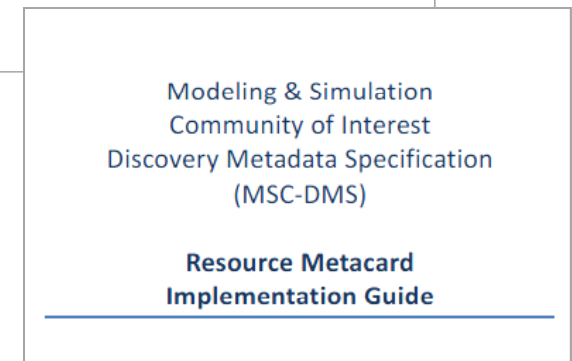 Modeling & Simulation
Community of Interest
Discovery Metadata Specification
(MSC-DMS)
Resource Metacard
Implementation Guide